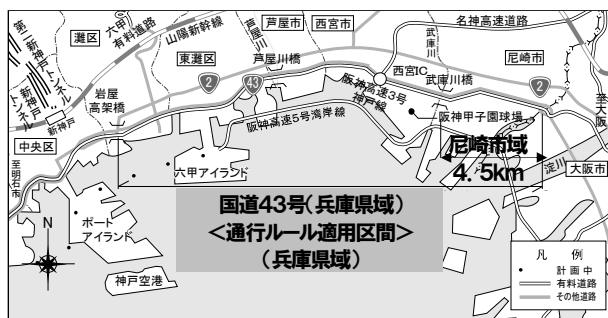 灘区
六甲
有料道路
山陽新幹線
芦屋市
西宮市
名神高速道路
第二新神戸トンネル
新神戸トンネル
東灘区
芦屋川
芦屋川橋
武庫川
尼崎市
岩屋
高架橋
2
43
阪神高速3号
神戸線
西宮IC
武庫川橋
2
至大阪
新神戸
阪神高速5号湾岸線
阪神甲子園球場
中央区
尼崎市域
4.5km
淀川
大阪市
至明石市
六甲アイランド
国道43号(兵庫県域)
<通行ルール適用区間>
(兵庫県域)
ポート
アイランド
N
神戸空港
凡例
計画中
有料道路
その他道路